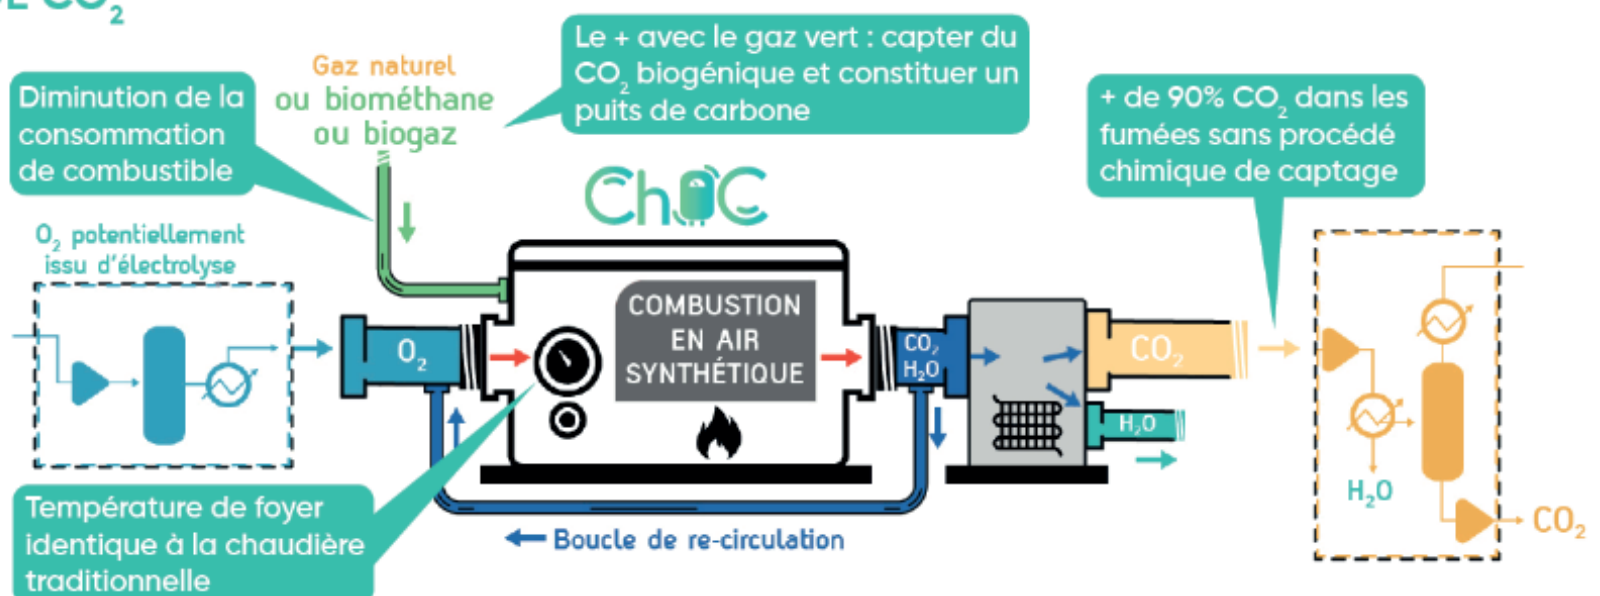 DE CO₂
Gaz naturel
ou biométhane
ou biogaz
Le + avec le gaz vert : capter du
CO₂ biogénique et constituer un
puits de carbone
Diminution de la
consommation
de combustible
+ de 90% CO₂ dans les
fumées sans procédé
chimique de captage
O₂ potentiellement
issu d'électrolyse
COMBUSTION
EN AIR
SYNTHÉTIQUE
O₂
CO₂
H₂O
CO₂
H₂O
H₂O
CO₂
Température de foyer
identique à la chaudière
traditionnelle
Boucle de re-circulation